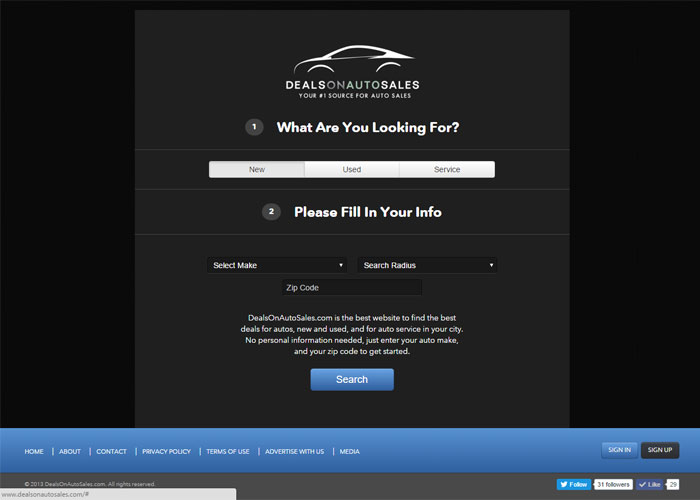 DEALSONAUTOSALES
YOUR #1 SOURCE FOR AUTO SALES
1 What Are You Looking For?
New Used Service
2 Please Fill In Your Info
Select Make Search Radius
Zip Code
DealsOnAutoSales.com is the best website to find the best
deals for autos, new and used, and for auto service in your city.
No personal information needed, just enter your auto make,
and your zip code to get started.
Search
HOME | ABOUT | CONTACT | PRIVACY POLICY | TERMS OF USE | ADVERTISE WITH US | MEDIA SIGN IN SIGN UP
© 2013 DealsOnAutoSales.com. All rights reserved. Follow 31 followers Like 29
www.dealsonautosales.com/#